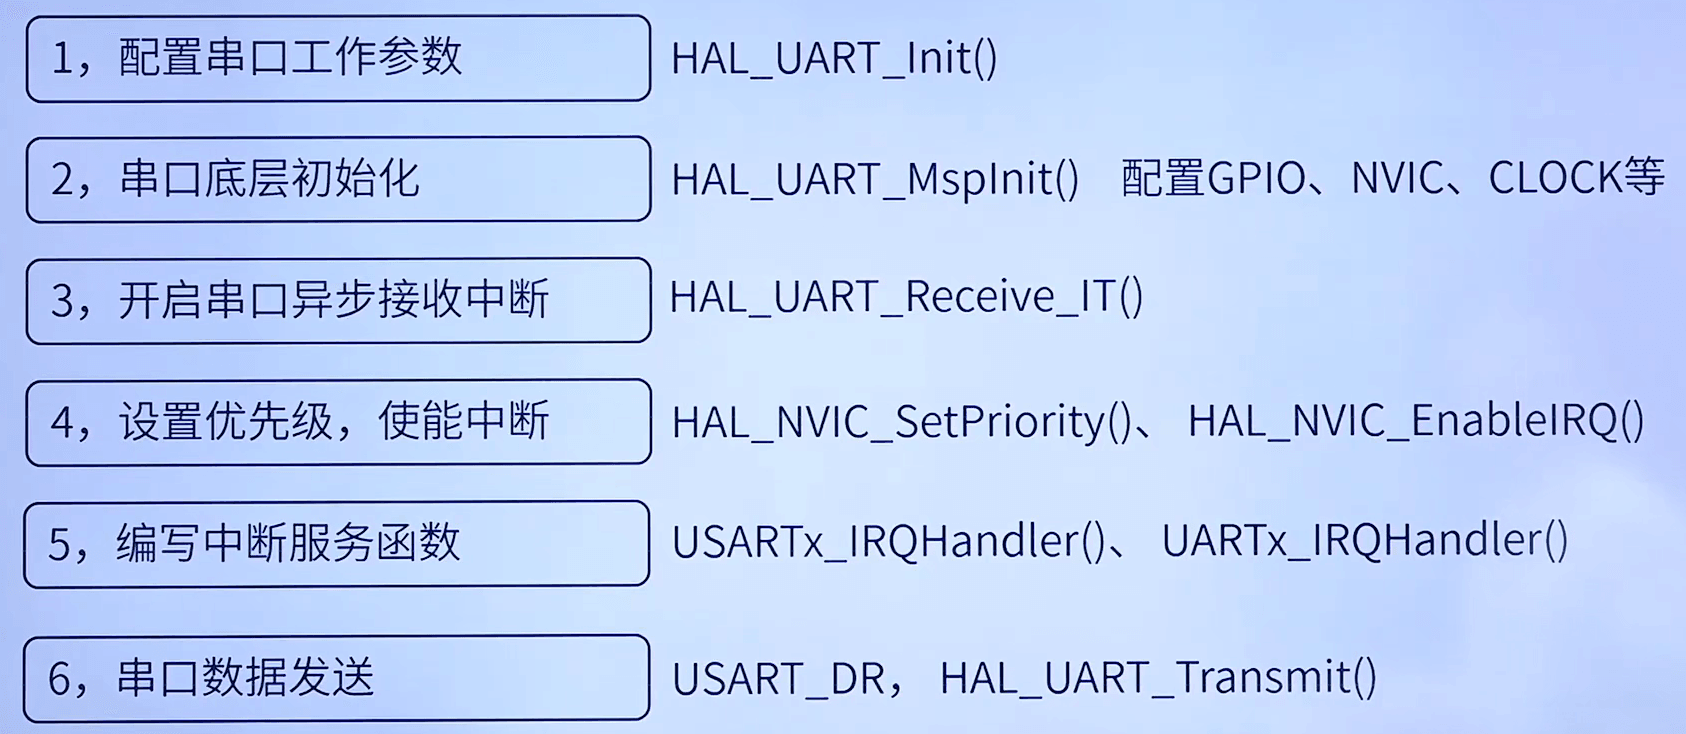 1，配置串口工作参数 HAL_UART_Init()
2，串口底层初始化 HAL_UART_MspInit() 配置GPIO、NVIC、CLOCK等
3，开启串口异步接收中断 HAL_UART_Receive_IT()
4，设置优先级，使能中断 HAL_NVIC_SetPriority()、 HAL_NVIC_EnableIRQ()
5，编写中断服务函数 USARTx_IRQHandler()、 UARTx_IRQHandler()
6，串口数据发送 USART_DR， HAL_UART_Transmit()